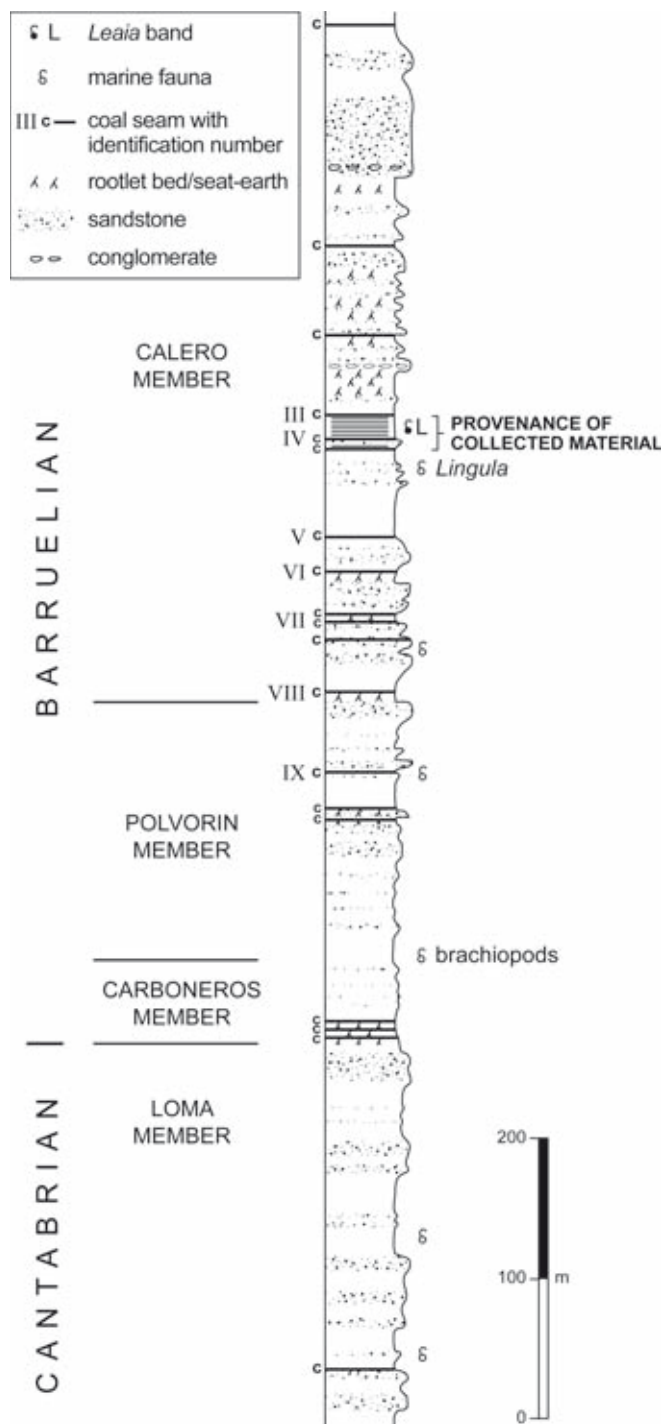 L Leaia band
marine fauna
III c coal seam with
identification number
rootlet bed/seat-earth
sandstone
conglomerate
c
c
c
CALERO
MEMBER
III c
L PROVENANCE OF
COLLECTED MATERIAL
IV c
c
Lingula
V c
VI c
c
VII c
c
VIII c
BARRUELIAN
IX c
c
c
POLVORIN
MEMBER
brachiopods
CARBONEROS
MEMBER
c
c
c
LOMA
MEMBER
CANTABRIAN
c
200
100 m
0